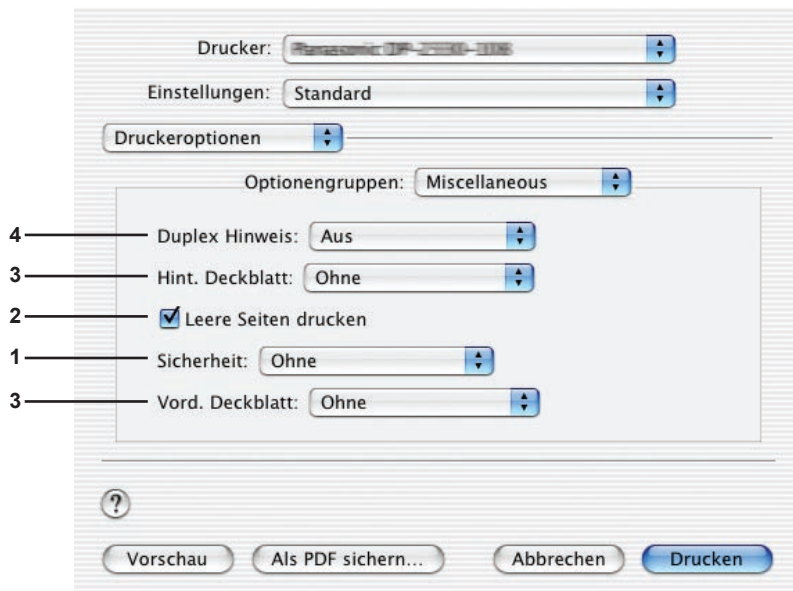 Drucker:
Einstellungen: Standard
Druckeroptionen
Optionengruppen: Miscellaneous
4 Duplex Hinweis: Aus
3 Hint. Deckblatt: Ohne
2 Leere Seiten drucken
1 Sicherheit: Ohne
3 Vord. Deckblatt: Ohne
?
Vorschau Als PDF sichern... Abbrechen Drucken